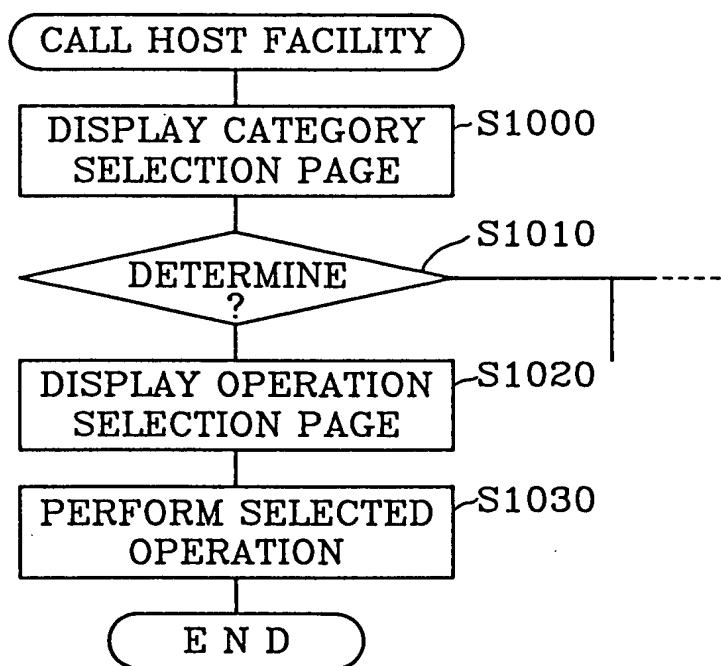 CALL HOST FACILITY
DISPLAY CATEGORY
SELECTION PAGE
S1000
DETERMINE
?
S1010
DISPLAY OPERATION
SELECTION PAGE
S1020
PERFORM SELECTED
OPERATION
S1030
END